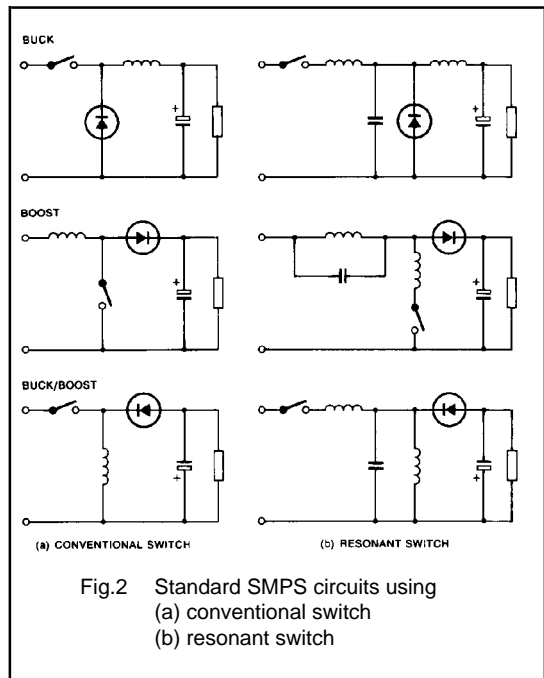 BUCK
+
+
BOOST
+
+
BUCK/BOOST
+
+
(a) CONVENTIONAL SWITCH
(b) RESONANT SWITCH
Fig.2 Standard SMPS circuits using
(a) conventional switch
(b) resonant switch